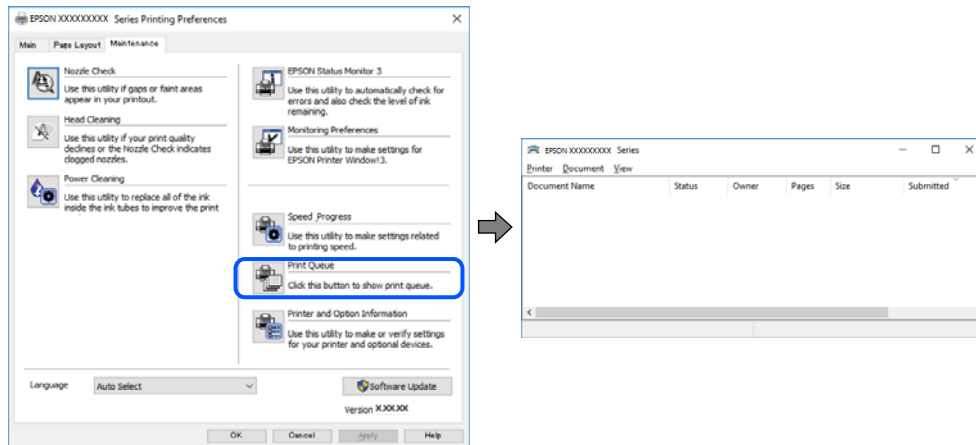 EPSON XXXXXXXXX Series Printing Preferences
Main
Page Layout
Maintenance
Nozzle Check
Use this utility if gaps or faint areas
appear in your printout.
Head Cleaning
Use this utility if your print quality
declines or the Nozzle Check indicates
clogged nozzles.
Power Cleaning
Use this utility to replace all of the ink
inside the ink tubes to improve the print
EPSON Status Monitor 3
Use this utility to automatically check for
errors and also check the level of ink
remaining.
Monitoring Preferences
Use this utility to make settings for
EPSON Printer Window!3.
Speed Progress
Use this utility to make settings related
to printing speed.
Print Queue
Click this button to show print queue.
Printer and Option Information
Use this utility to make or verify settings
for your printer and optional devices.
Language
Auto Select
Software Update
Version X.XX.XX
OK
Cancel
Apply
Help
EPSON XXXXXXXXX Series
Printer Document View
Document Name Status Owner Pages Size Submitted